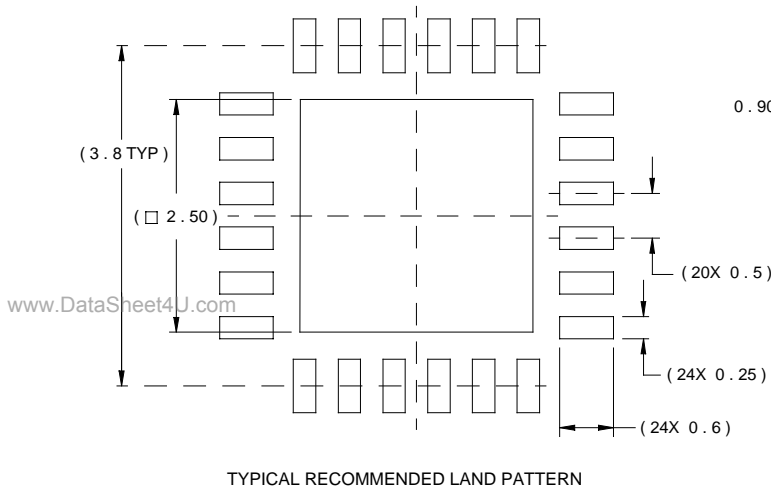 0.90
( 3 . 8 TYP )
( □ 2 . 50 )
( 20X 0 . 5 )
www.DataSheet4U.com
( 24X 0 . 25 )
( 24X 0 . 6 )
TYPICAL RECOMMENDED LAND PATTERN